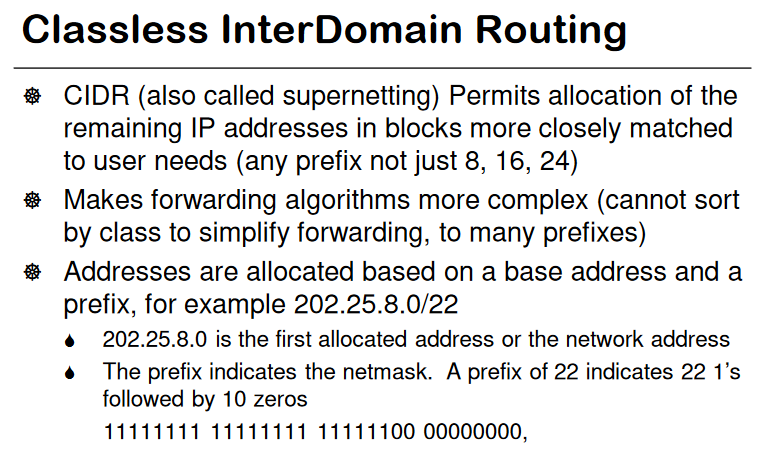 Classless InterDomain Routing
CIDR (also called supernetting) Permits allocation of the
remaining IP addresses in blocks more closely matched
to user needs (any prefix not just 8, 16, 24)
Makes forwarding algorithms more complex (cannot sort
by class to simplify forwarding, to many prefixes)
Addresses are allocated based on a base address and a
prefix, for example 202.25.8.0/22
202.25.8.0 is the first allocated address or the network address
The prefix indicates the netmask.  A prefix of 22 indicates 22 1's
followed by 10 zeros
11111111 11111111 11111100 00000000,